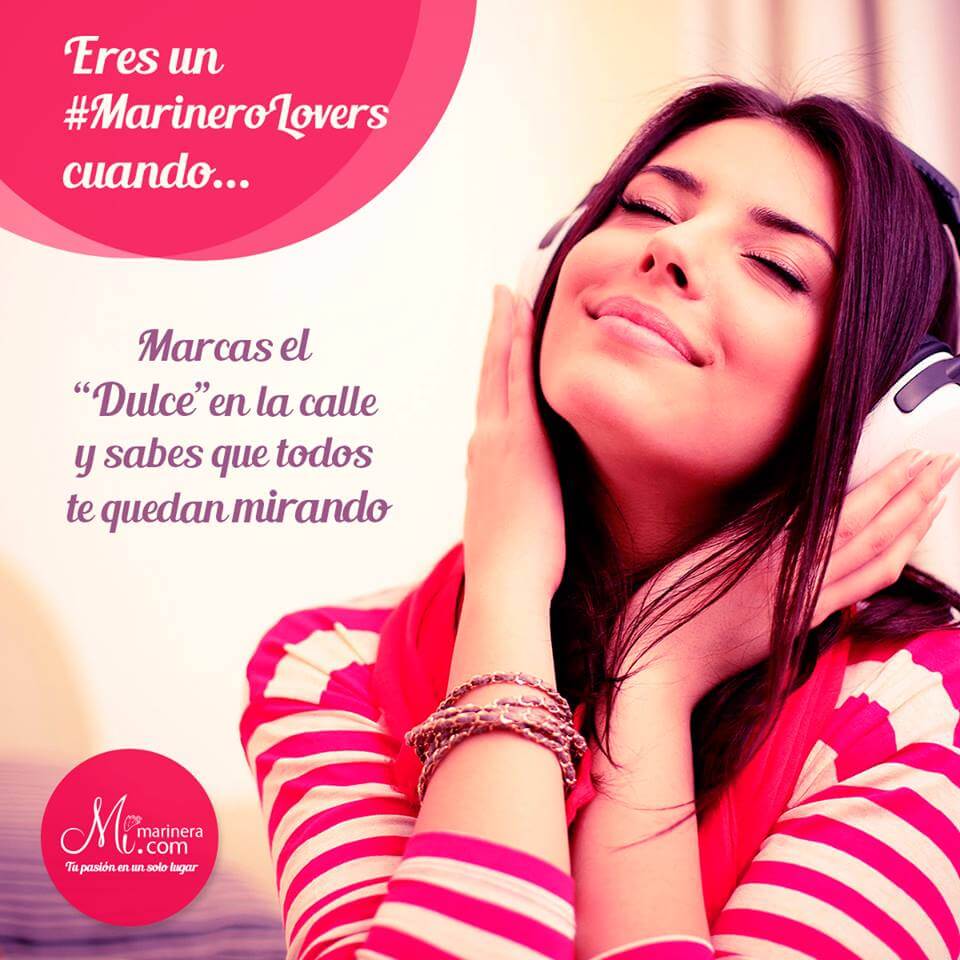 Eres un
#MarineroLovers
cuando...
Marcas el
“Dulce” en la calle
y sabes que todos
te quedan mirando
Mi marinera
.com
Tu pasión en un solo lugar